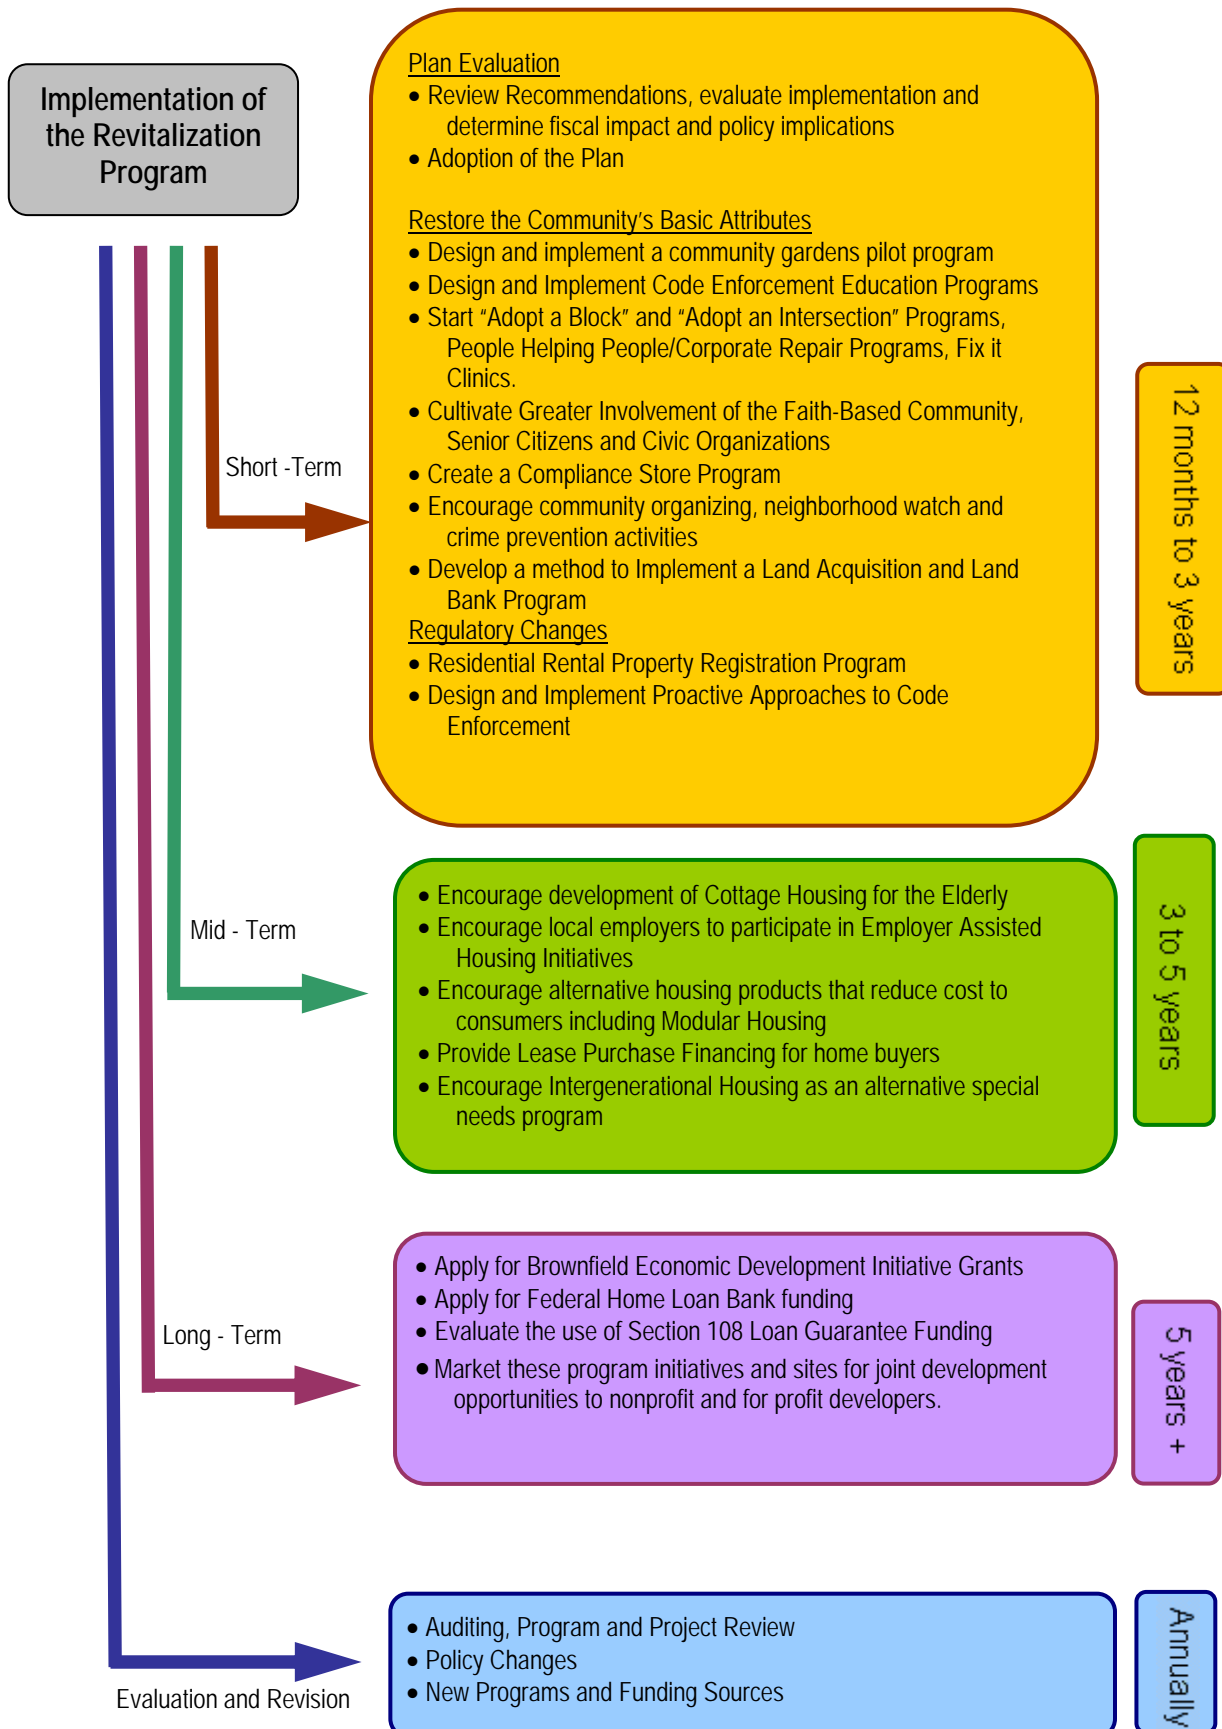 Implementation of
the Revitalization
Program
Plan Evaluation
• Review Recommendations, evaluate implementation and
determine fiscal impact and policy implications
• Adoption of the Plan
Restore the Community's Basic Attributes
• Design and implement a community gardens pilot program
• Design and Implement Code Enforcement Education Programs
• Start "Adopt a Block" and "Adopt an Intersection" Programs,
People Helping People/Corporate Repair Programs, Fix it
Clinics.
• Cultivate Greater Involvement of the Faith-Based Community,
Senior Citizens and Civic Organizations
• Create a Compliance Store Program
• Encourage community organizing, neighborhood watch and
crime prevention activities
• Develop a method to Implement a Land Acquisition and Land
Bank Program
Regulatory Changes
• Residential Rental Property Registration Program
• Design and Implement Proactive Approaches to Code
Enforcement
Short -Term
12 months to 3 years
Mid - Term
• Encourage development of Cottage Housing for the Elderly
• Encourage local employers to participate in Employer Assisted
Housing Initiatives
• Encourage alternative housing products that reduce cost to
consumers including Modular Housing
• Provide Lease Purchase Financing for home buyers
• Encourage Intergenerational Housing as an alternative special
needs program
3 to 5 years
Long - Term
• Apply for Brownfield Economic Development Initiative Grants
• Apply for Federal Home Loan Bank funding
• Evaluate the use of Section 108 Loan Guarantee Funding
• Market these program initiatives and sites for joint development
opportunities to nonprofit and for profit developers.
5 years +
Evaluation and Revision
• Auditing, Program and Project Review
• Policy Changes
• New Programs and Funding Sources
Annually